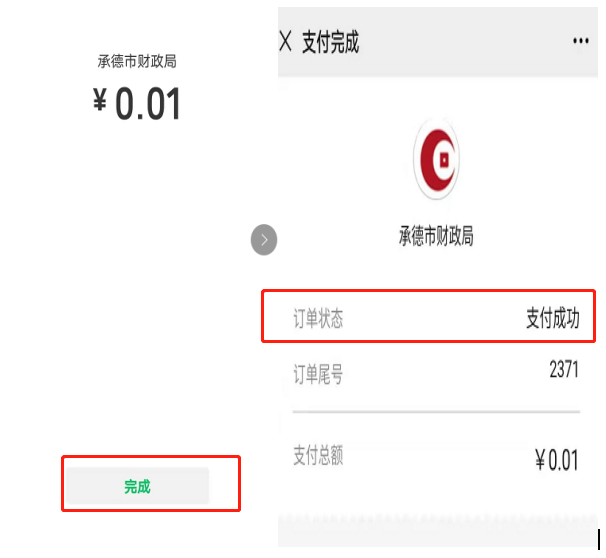 承德市财政局
¥0.01
完成
支付完成
承德市财政局
订单状态 支付成功
订单尾号 2371
支付总额 ¥0.01